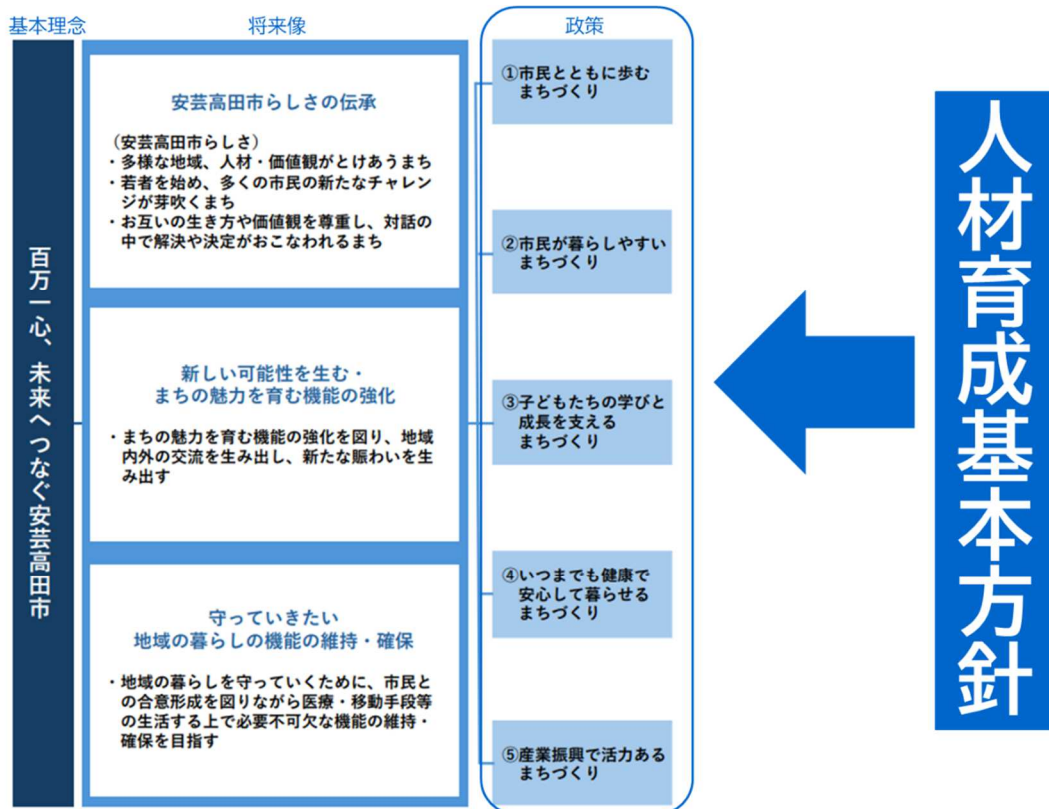 基本理念
将来像
政策
百万一心、未来へつなぐ安芸高田市
安芸高田市らしさの伝承
（安芸高田市らしさ）
・多様な地域、人材・価値観がとけあうまち
・若者を始め、多くの市民の新たなチャレン
ジが芽吹くまち
・お互いの生き方や価値観を尊重し、対話の
中で解決や決定がおこなわれるまち
新しい可能性を生む・
まちの魅力を育む機能の強化
・まちの魅力を育む機能の強化を図り、地域
内外の交流を生み出し、新たな賑わいを生
み出す
守っていきたい
地域の暮らしの機能の維持・確保
・地域の暮らしを守っていくために、市民と
の合意形成を図りながら医療・移動手段等
の生活する上で必要不可欠な機能の維持・
確保を目指す
①市民とともに歩む
まちづくり
②市民が暮らしやすい
まちづくり
③子どもたちの学びと
成長を支える
まちづくり
④いつまでも健康で
安心して暮らせる
まちづくり
⑤産業振興で活力ある
まちづくり
人材育成基本方針